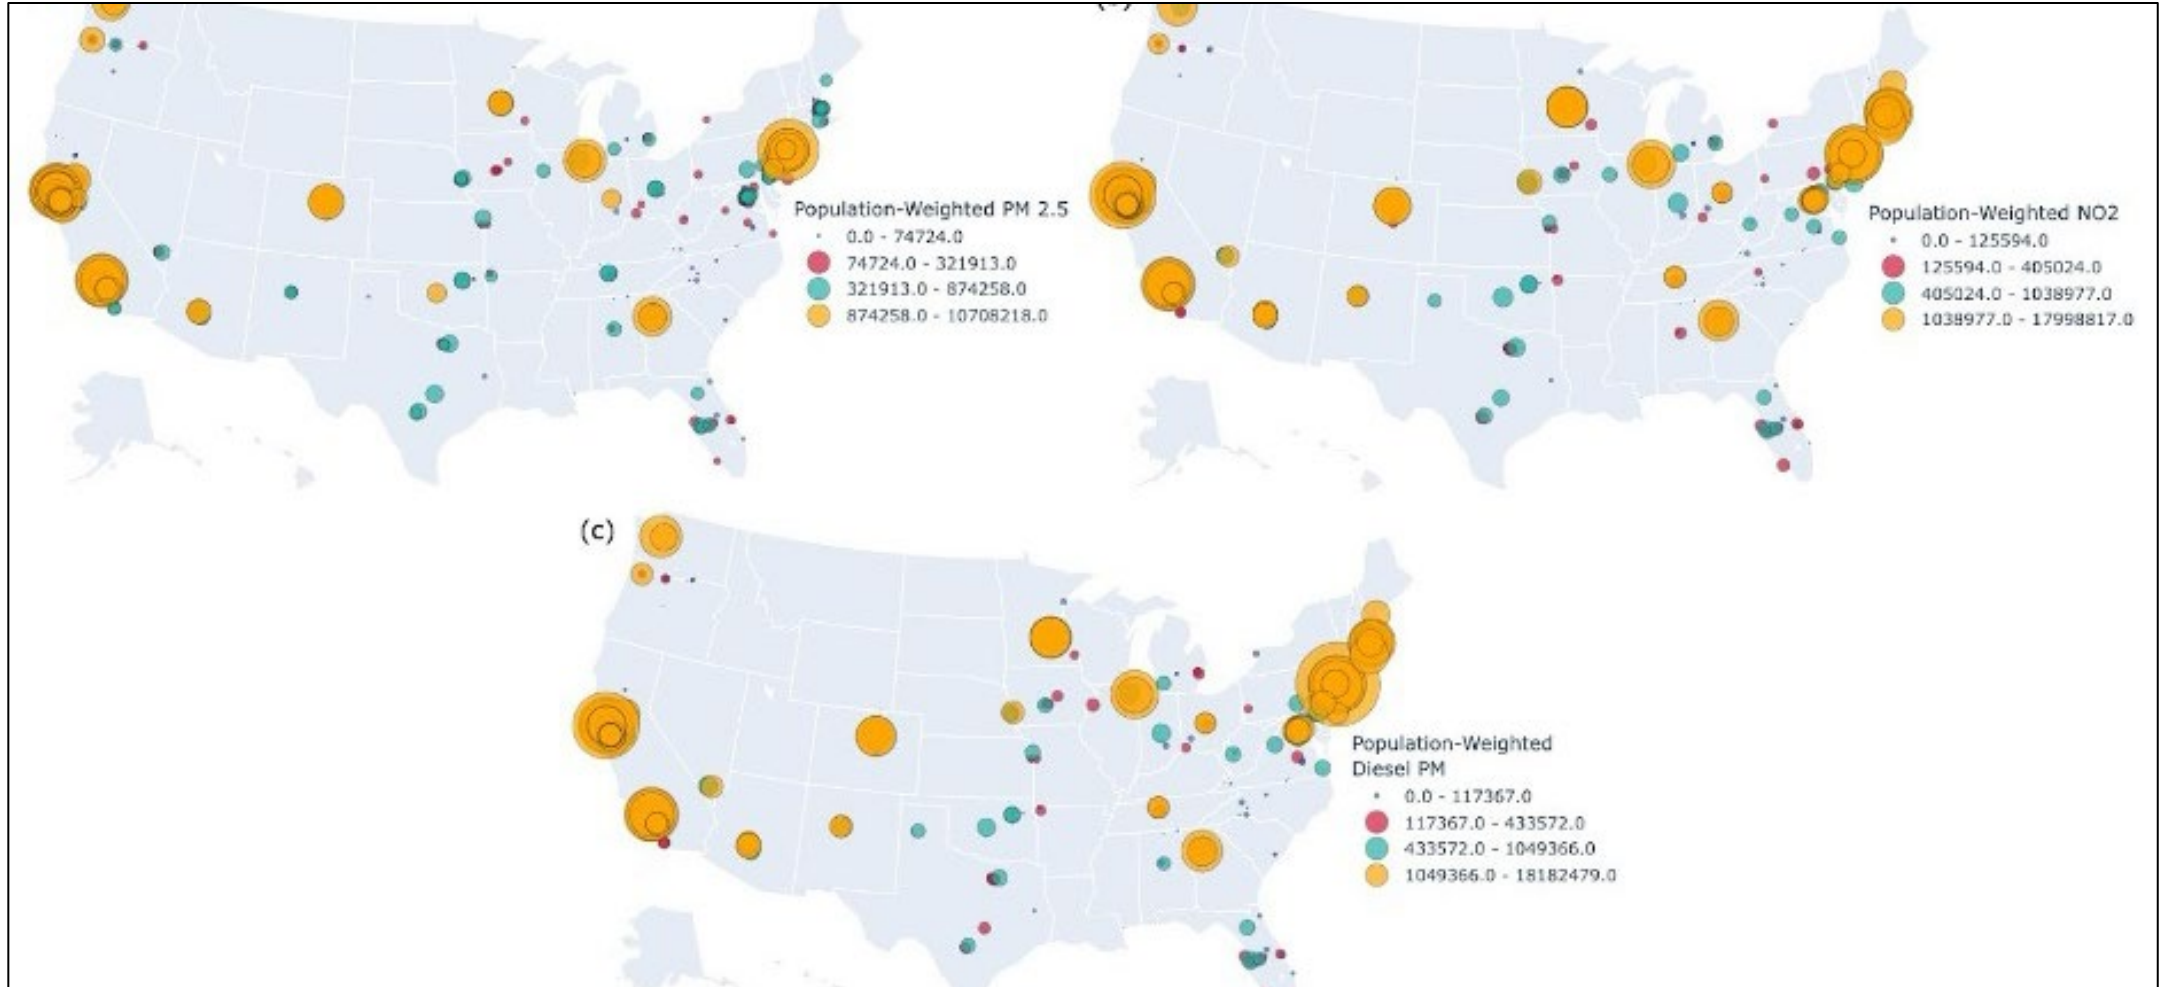 Population-Weighted PM 2.5
0.0 - 74724.0
74724.0 - 321913.0
321913.0 - 874258.0
874258.0 - 10708218.0
Population-Weighted NO2
0.0 - 125594.0
125594.0 - 405024.0
405024.0 - 1038977.0
1038977.0 - 17998817.0
(c)
Population-Weighted
Diesel PM
0.0 - 117367.0
117367.0 - 433572.0
433572.0 - 1049366.0
1049366.0 - 18182479.0